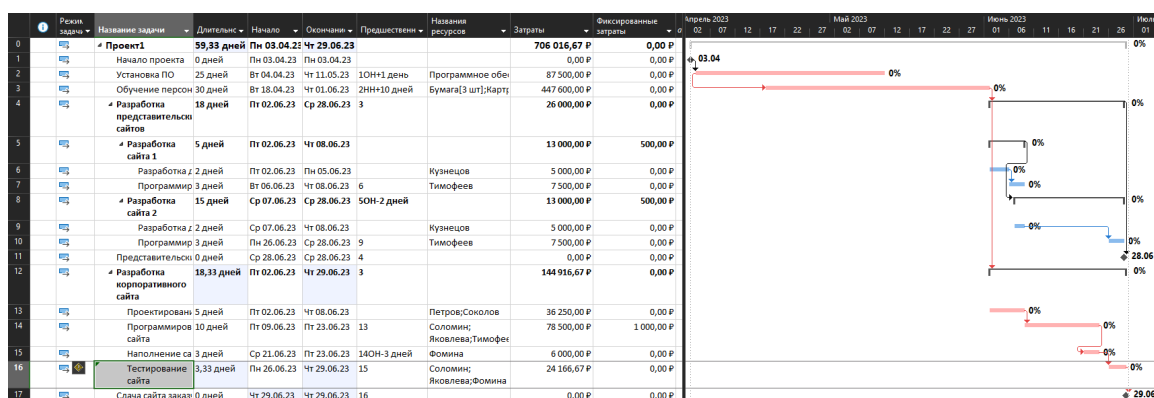 Режим задачи Название задачи Длительнс Начало Окончани Предшественн Названия ресурсов Затраты Фиксированные затраты
Апрель 2023 Май 2023 Июнь 2023
02 07 12 17 22 27 02 07 12 17 22 27 01 06 11 16 21 26 01
0 Проект1 59,33 дней Пн 03.04.23 Чт 29.06.23 706 016,67 ₽ 0,00 ₽ 0%
1 Начало проекта 0 дней Пн 03.04.23 Пн 03.04.23 0,00 ₽ 0,00 ₽ 03.04
2 Установка ПО 25 дней Вт 04.04.23 Чт 11.05.23 1ОН+1 день Программное обе 87 500,00 ₽ 0,00 ₽ 0%
3 Обучение персон 30 дней Вт 18.04.23 Чт 01.06.23 2НН+10 дней Бумага[3 шт];Картр 447 600,00 ₽ 0,00 ₽ 0%
4 Разработка представительски сайтов 18 дней Пт 02.06.23 Ср 28.06.23 3 26 000,00 ₽ 0,00 ₽ 0%
5 Разработка сайта 1 5 дней Пт 02.06.23 Чт 08.06.23 13 000,00 ₽ 500,00 ₽ 0%
6 Разработка д 2 дней Пт 02.06.23 Пн 05.06.23 Кузнецов 5 000,00 ₽ 0,00 ₽ 0%
7 Программир 3 дней Вт 06.06.23 Чт 08.06.23 6 Тимофеев 7 500,00 ₽ 0,00 ₽ 0%
8 Разработка сайта 2 15 дней Ср 07.06.23 Ср 28.06.23 5ОН-2 дней 13 000,00 ₽ 500,00 ₽ 0%
9 Разработка д 2 дней Ср 07.06.23 Чт 08.06.23 Кузнецов 5 000,00 ₽ 0,00 ₽ 0%
10 Программир 3 дней Пн 26.06.23 Ср 28.06.23 9 Тимофеев 7 500,00 ₽ 0,00 ₽ 0%
11 Представительски 0 дней Ср 28.06.23 Ср 28.06.23 4 0,00 ₽ 0,00 ₽ 28.06
12 Разработка корпоративного сайта 18,33 дней Пт 02.06.23 Чт 29.06.23 3 144 916,67 ₽ 0,00 ₽ 0%
13 Проектировани 5 дней Пт 02.06.23 Чт 08.06.23 Петров;Соколов 36 250,00 ₽ 0,00 ₽ 0%
14 Программиров сайта 10 дней Пт 09.06.23 Пт 23.06.23 13 Соломин; Яковлева;Тимофее 78 500,00 ₽ 1 000,00 ₽ 0%
15 Наполнение са 3 дней Ср 21.06.23 Пт 23.06.23 14ОН-3 дней Фомина 6 000,00 ₽ 0,00 ₽ 0%
16 Тестирование сайта 3,33 дней Пн 26.06.23 Чт 29.06.23 15 Соломин; Яковлева;Фомина 24 166,67 ₽ 0,00 ₽ 0%
17 Сдача сайта заказ 0 дней Чт 29.06.23 Чт 29.06.23 16 0,00 ₽ 0,00 ₽ 29.06